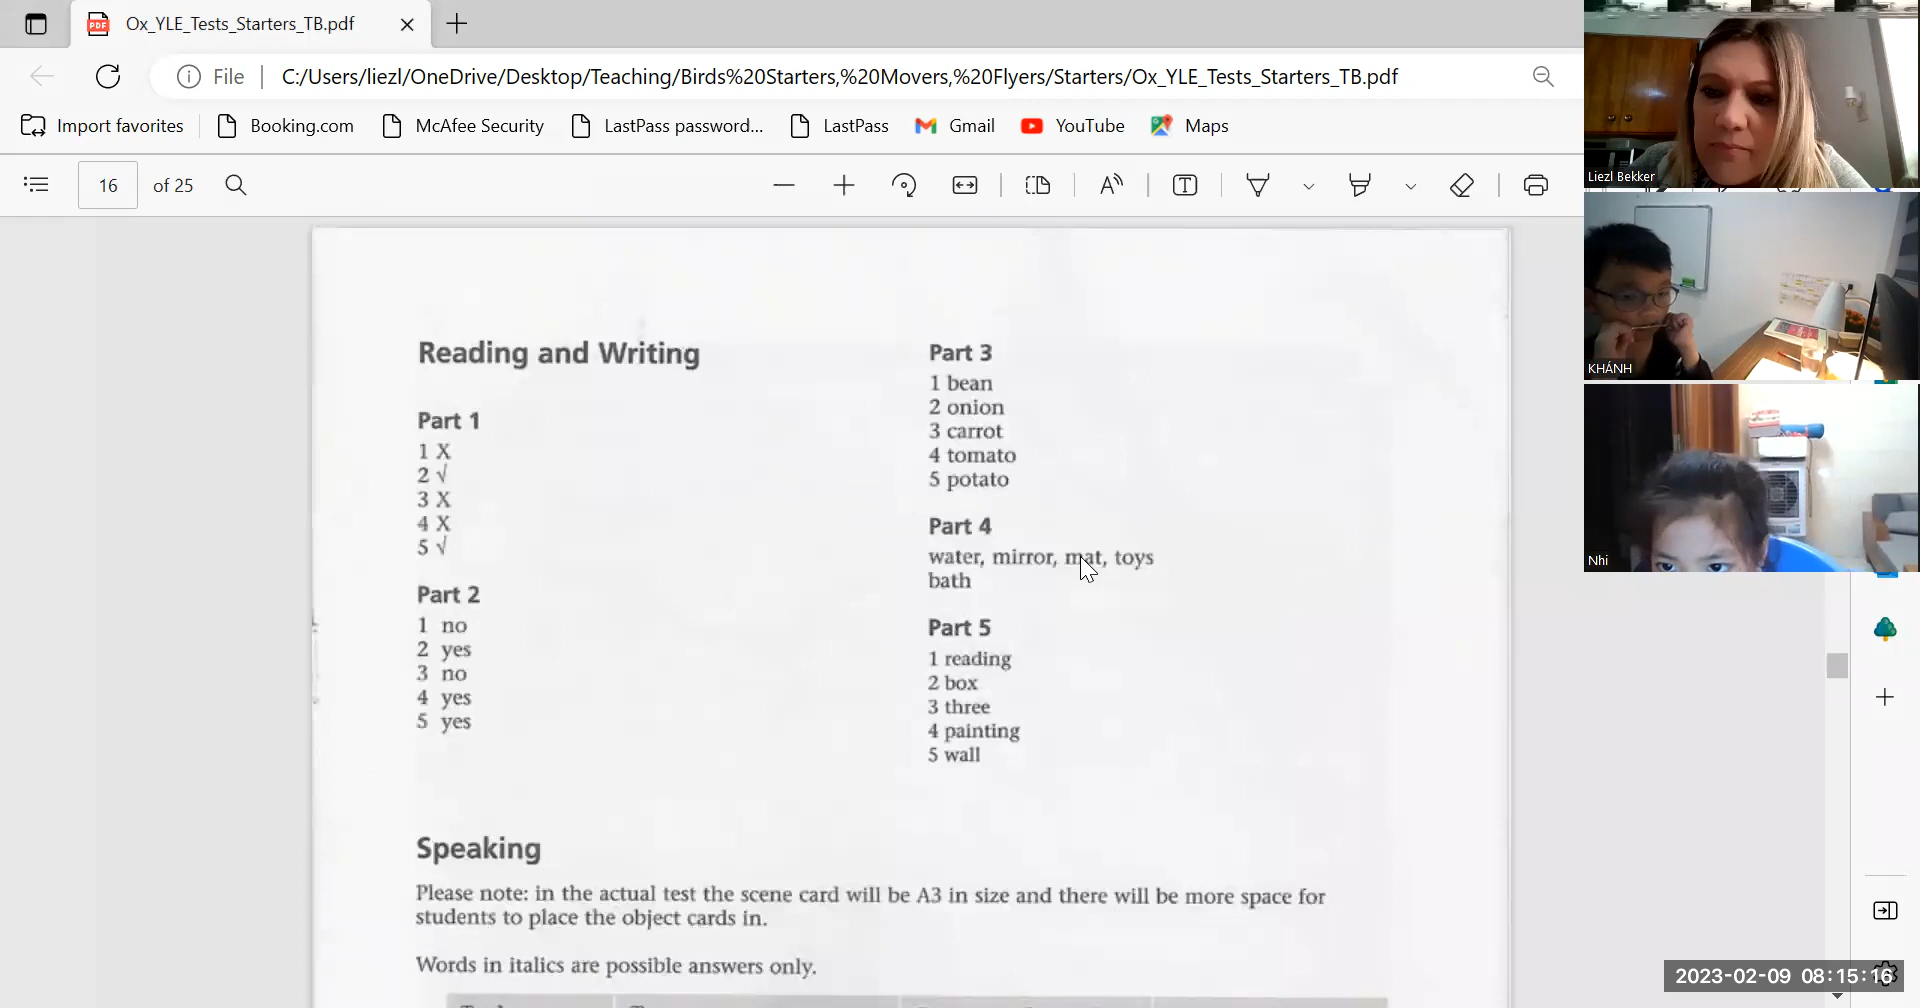 Ox_YLE_Tests_Starters_TB.pdf
File
C:/Users/liezl/OneDrive/Desktop/Teaching/Birds%20Starters,%20Movers,%20Flyers/Starters/Ox_YLE_Tests_Starters_TB.pdf
Import favorites
Booking.com
McAfee Security
LastPass password...
LastPass
Gmail
YouTube
Maps
16 of 25
Liezl Bekker
KHÁNH
Nhi
Reading and Writing
Part 1
1 X
2 √
3 X
4 X
5 √
Part 2
1 no
2 yes
3 no
4 yes
5 yes
Part 3
1 bean
2 onion
3 carrot
4 tomato
5 potato
Part 4
water, mirror, mat, toys
bath
Part 5
1 reading
2 box
3 three
4 painting
5 wall
Speaking
Please note: in the actual test the scene card will be A3 in size and there will be more space for
students to place the object cards in.
Words in italics are possible answers only.
2023-02-09 08:15:16